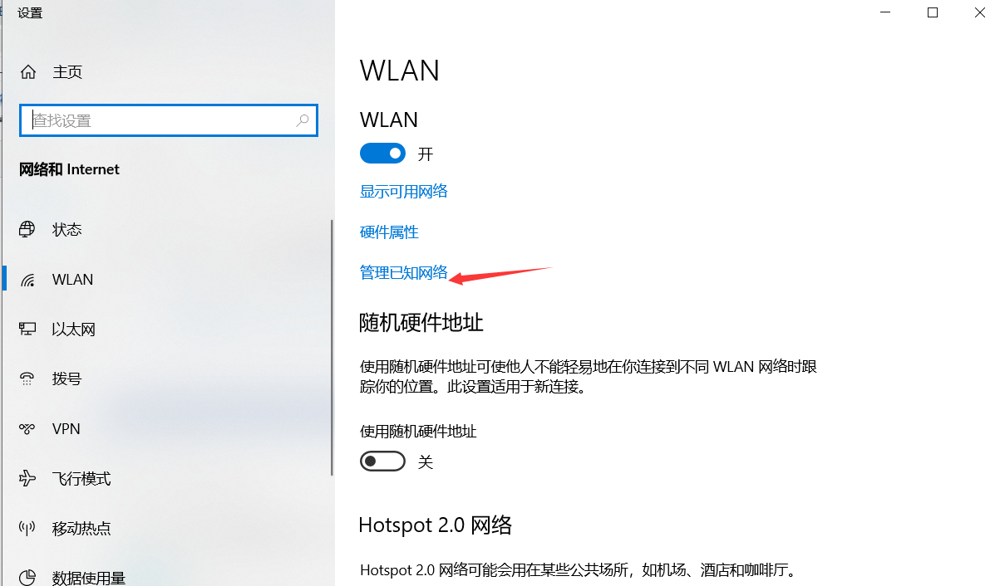 设置
主页
查找设置
网络和 Internet
状态
WLAN
以太网
拨号
VPN
飞行模式
移动热点
数据使用量
WLAN
WLAN
开
显示可用网络
硬件属性
管理已知网络
随机硬件地址
使用随机硬件地址可使他人不能轻易地在你连接到不同 WLAN 网络时跟
踪你的位置。此设置适用于新连接。
使用随机硬件地址
关
Hotspot 2.0 网络
Hotspot 2.0 网络可能会用在某些公共场所，如机场、酒店和咖啡厅。